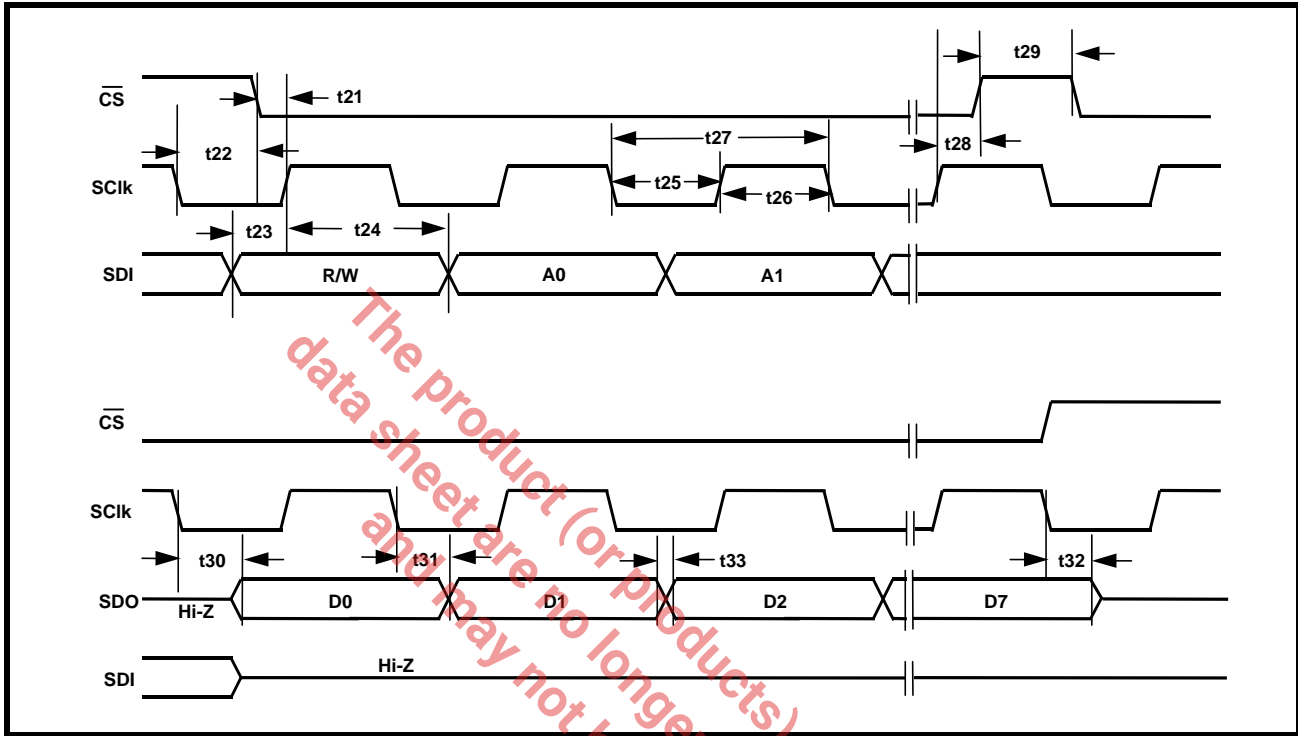 t29
CS
t21
t27
t22
t28
SClk
t25
t26
t23
t24
SDI
R/W
A0
A1
CS
SClk
t30
t31
t33
t32
SDO
Hi-Z
D0
D1
D2
D7
SDI
Hi-Z
The product (or products)
data sheet are no longer
and may not